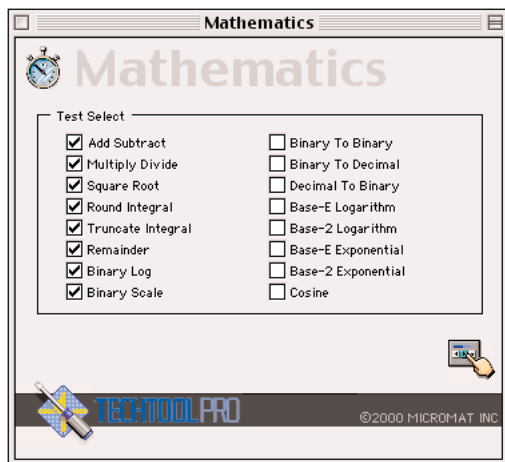 Mathematics
Mathematics
Test Select
Add Subtract
Multiply Divide
Square Root
Round Integral
Truncate Integral
Remainder
Binary Log
Binary Scale
Binary To Binary
Binary To Decimal
Decimal To Binary
Base-E Logarithm
Base-2 Logarithm
Base-E Exponential
Base-2 Exponential
Cosine
TECHTOOL PRO
©2000 MICROMAT INC